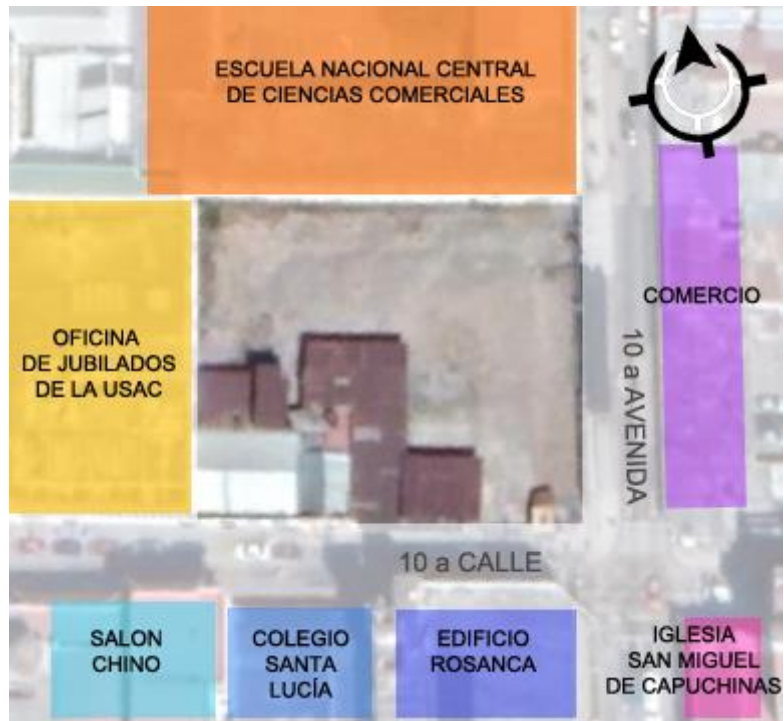 ESCUELA NACIONAL CENTRAL
DE CIENCIAS COMERCIALES
COMERCIO
OFICINA
DE JUBILADOS
DE LA USAC
10 a AVENIDA
10 a CALLE
SALON
CHINO
COLEGIO
SANTA
LUCÍA
EDIFICIO
ROSANCA
IGLESIA
SAN MIGUEL
DE CAPUCHINAS